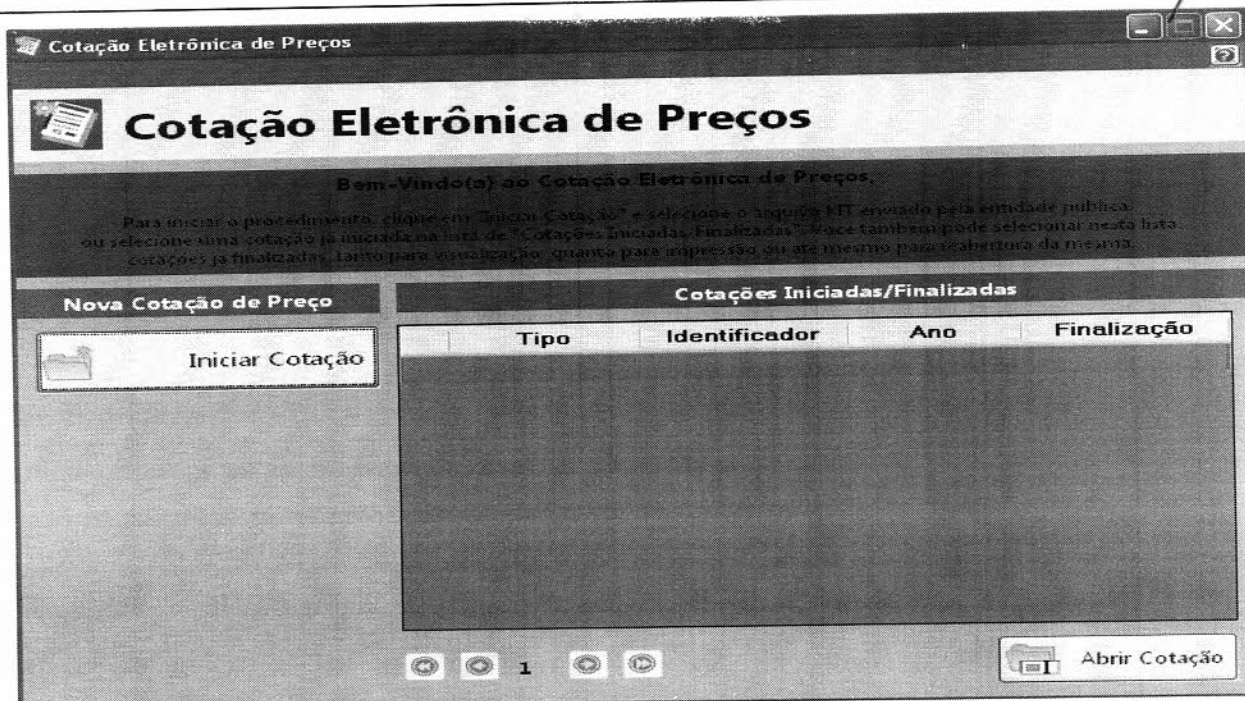 Cotação Eletrônica de Preços
Cotação Eletrônica de Preços
Bem-Vindo(a) ao Cotação Eletrônica de Preços,
Para iniciar o procedimento, clique em "Iniciar Cotação" e selecione o arquivo KIT enviado pela entidade pública,
ou selecione uma cotação já iniciada na lista de "Cotações Iniciadas/Finalizadas". Voce também pode selecionar nesta lista
cotações já finalizadas, tanto para visualização, quanto para impressão ou até mesmo para reabertura da mesma.
Nova Cotação de Preço
Cotações Iniciadas/Finalizadas
Iniciar Cotação
Tipo Identificador Ano Finalização
1
Abrir Cotação